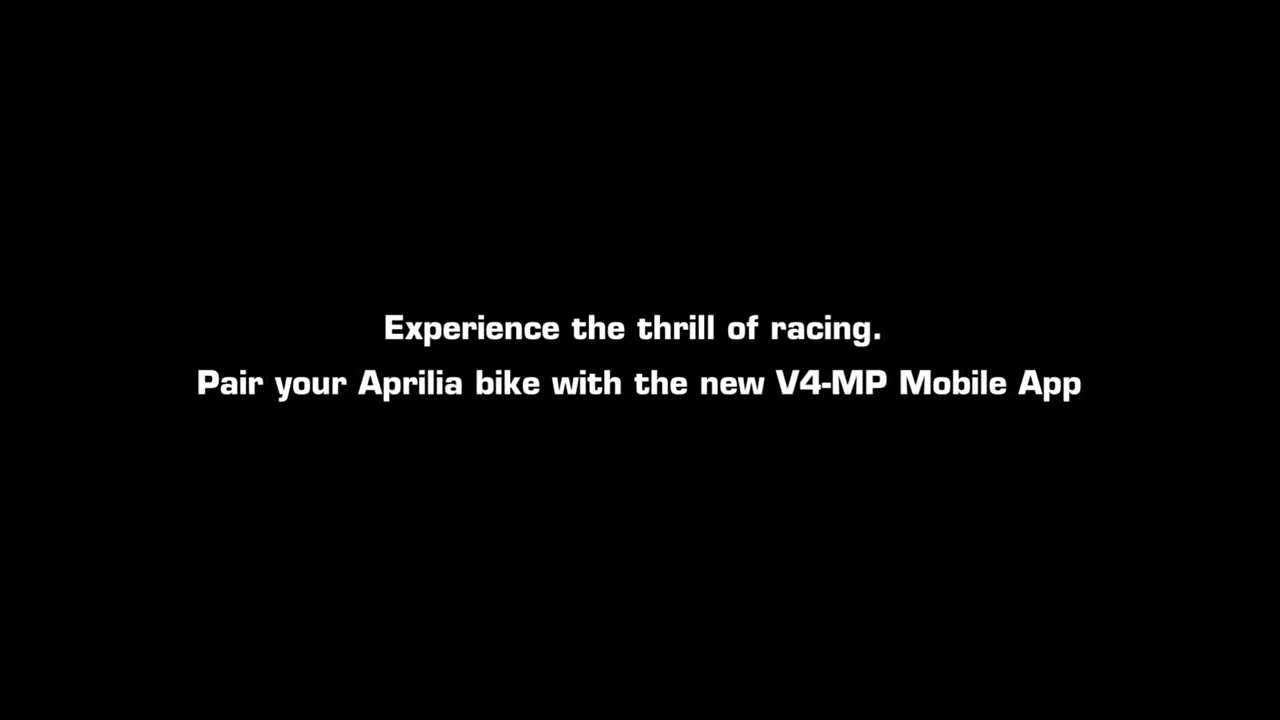 Experience the thrill of racing.
Pair your Aprilia bike with the new V4-MP Mobile App